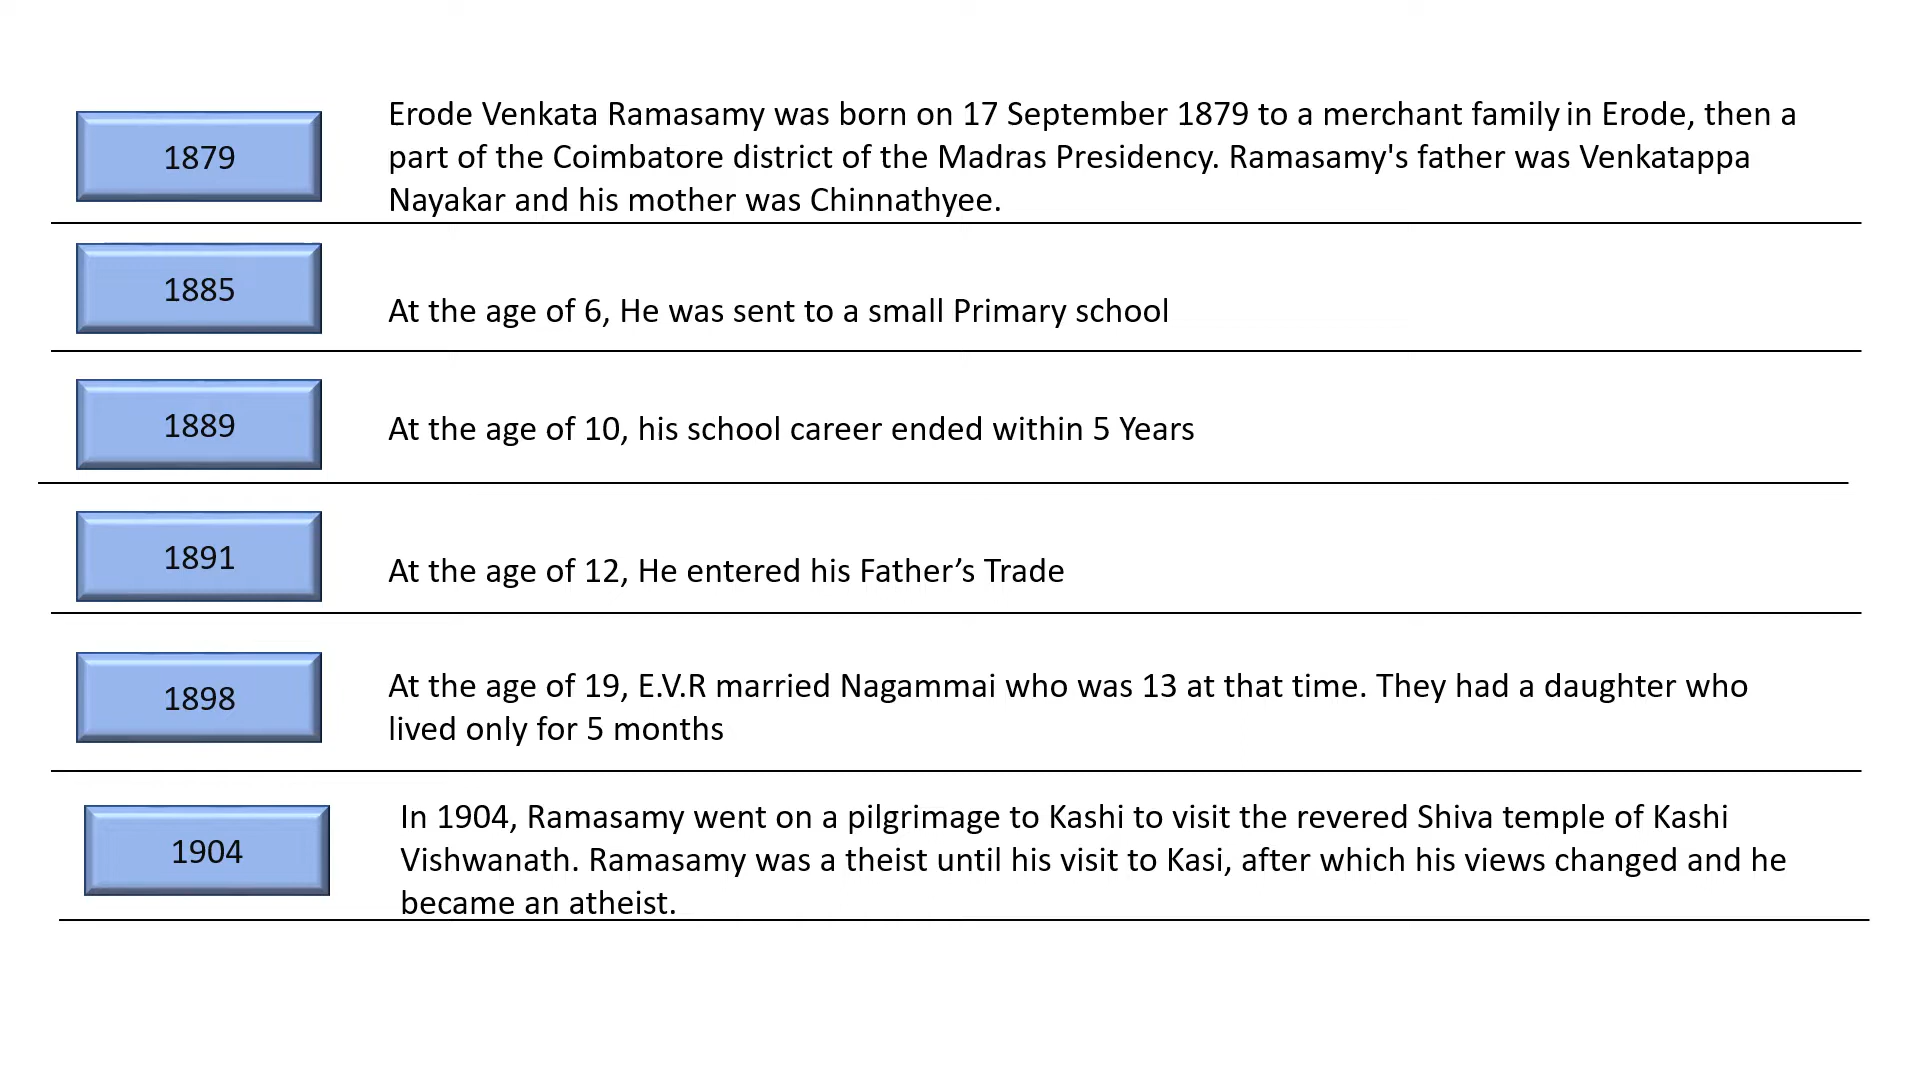 1879
Erode Venkata Ramasamy was born on 17 September 1879 to a merchant family in Erode, then a
part of the Coimbatore district of the Madras Presidency. Ramasamy's father was Venkatappa
Nayakar and his mother was Chinnathyee.
1885
At the age of 6, He was sent to a small Primary school
1889
At the age of 10, his school career ended within 5 Years
1891
At the age of 12, He entered his Father’s Trade
1898
At the age of 19, E.V.R married Nagammai who was 13 at that time. They had a daughter who
lived only for 5 months
1904
In 1904, Ramasamy went on a pilgrimage to Kashi to visit the revered Shiva temple of Kashi
Vishwanath. Ramasamy was a theist until his visit to Kasi, after which his views changed and he
became an atheist.